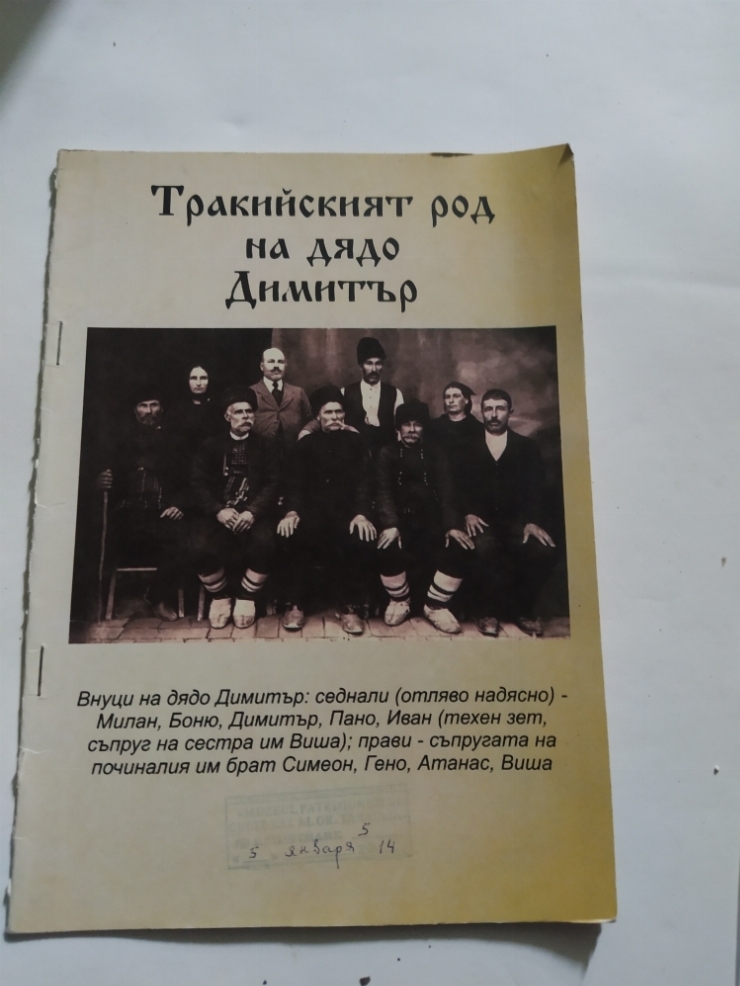 Тракийският род
на дядо
Димитър
Внуци на дядо Димитър: седнали (отляво надясно) -
Милан, Боню, Димитър, Пано, Иван (техен зет,
съпруг на сестра им Виша); прави - съпругата на
починалия им брат Симеон, Гено, Атанас, Виша
5
5 января 14